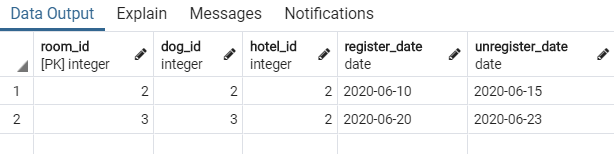 Data Output Explain Messages Notifications
room_id dog_id hotel_id register_date unregister_date
[PK] integer integer integer date date
1 2 2 2 2020-06-10 2020-06-15
2 3 3 2 2020-06-20 2020-06-23